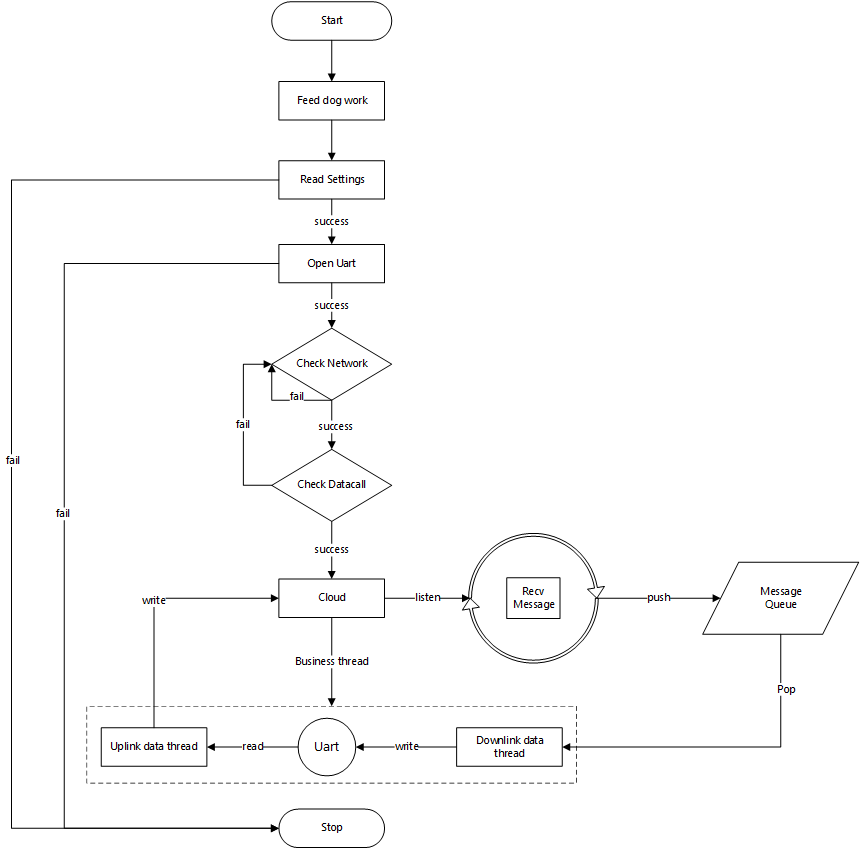 Start
Feed dog work
Read Settings
success
Open Uart
success
Check Network
fail
fail
success
fail
Check Datacall
fail
success
Recv
Message
Message
Queue
write
Cloud
listen
push
Business thread
Pop
Uplink data thread
read
Uart
write
Downlink data
thread
Stop